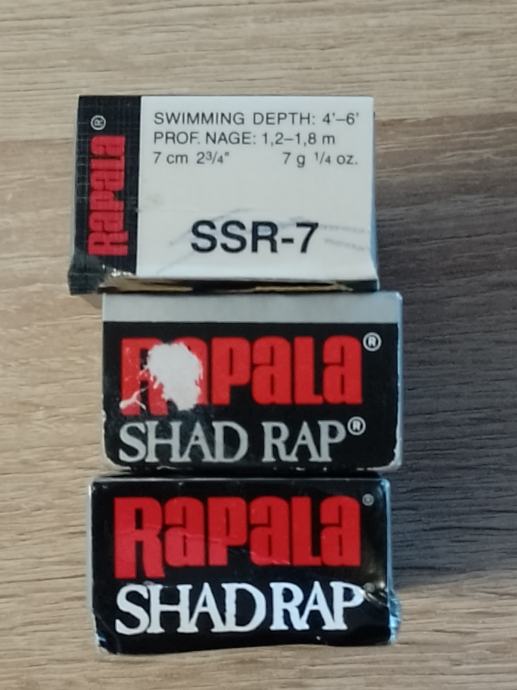 RAPALA®
SWIMMING DEPTH: 4'–6'
PROF. NAGE: 1,2–1,8 m
7 cm 2¾" 7 g ¼ oz.
SSR-7
RAPALA®
SHAD RAP®
RAPALA®
SHAD RAP®